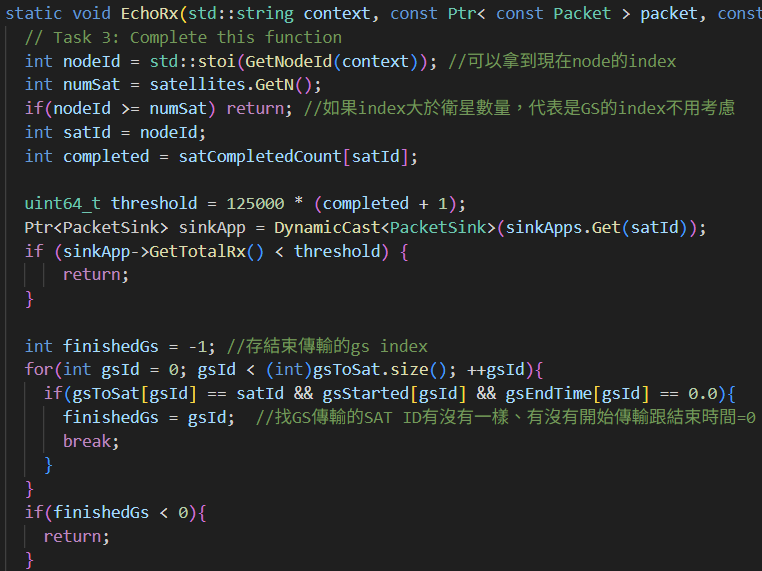 static void EchoRx(std::string context, const Ptr< const Packet > packet, const
// Task 3: Complete this function
int nodeId = std::stoi(GetNodeId(context)); //可以拿到現在node的index
int numSat = satellites.GetN();
if(nodeId >= numSat) return; //如果index大於衛星數量，代表是GS的index不用考慮
int satId = nodeId;
int completed = satCompletedCount[satId];
uint64_t threshold = 125000 * (completed + 1);
Ptr<PacketSink> sinkApp = DynamicCast<PacketSink>(sinkApps.Get(satId));
if (sinkApp->GetTotalRx() < threshold) {
return;
}
int finishedGs = -1; //存結束傳輸的gs index
for(int gsId = 0; gsId < (int)gsToSat.size(); ++gsId){
if(gsToSat[gsId] == satId && gsStarted[gsId] && gsEndTime[gsId] == 0.0){
finishedGs = gsId;  //找GS傳輸的SAT ID有沒有一樣、有沒有開始傳輸跟結束時間=0
break;
}
}
if(finishedGs < 0){
return;
}